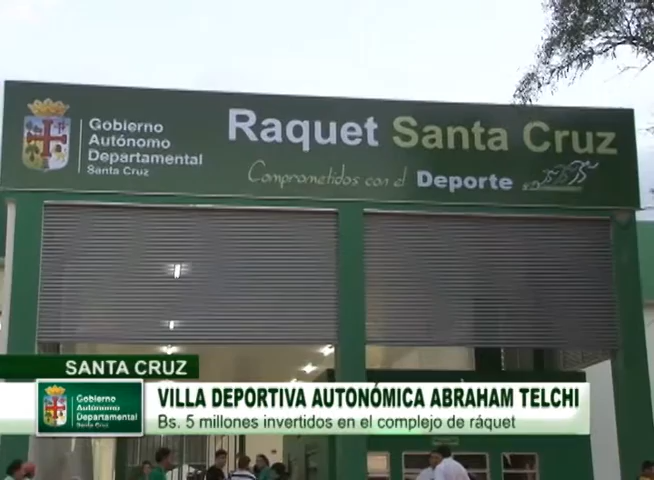 Gobierno
Autónomo
Departamental
Santa Cruz
Raquet Santa Cruz
Comprometidos con el Deporte
SANTA CRUZ
Gobierno
Autónomo
Departamental
Santa Cruz
VILLA DEPORTIVA AUTONÓMICA ABRAHAM TELCHI
Bs. 5 millones invertidos en el complejo de ráquet